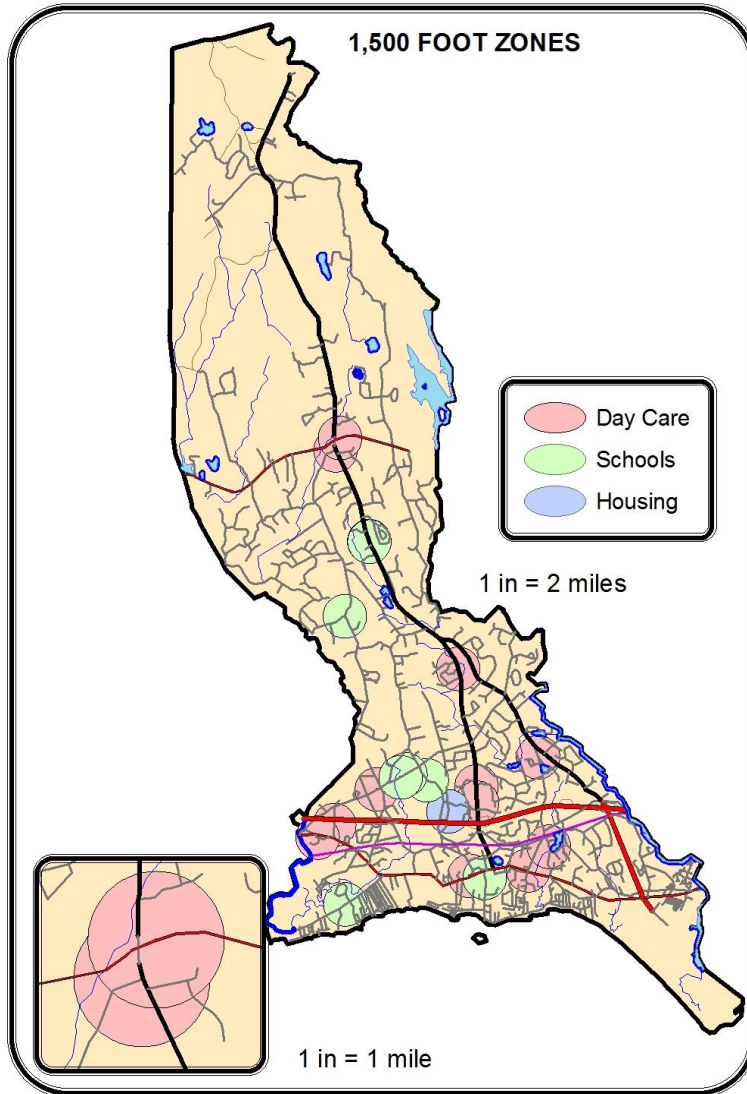 1,500 FOOT ZONES
Day Care
Schools
Housing
1 in = 2 miles
1 in = 1 mile